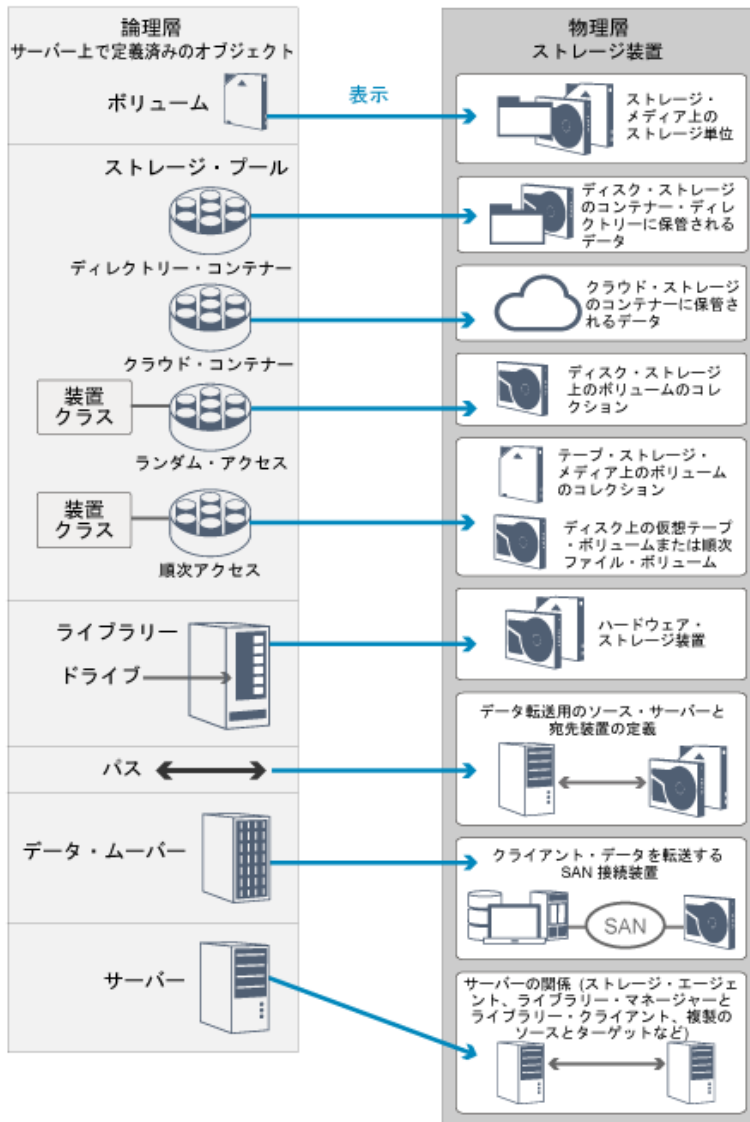 論理層
サーバー上で定義済みのオブジェクト
ボリューム
表示
ストレージ・プール
ディレクトリー・コンテナー
クラウド・コンテナー
装置
クラス
ランダム・アクセス
装置
クラス
順次アクセス
ライブラリー
ドライブ
パス
データ・ムーバー
サーバー
物理層
ストレージ装置
ストレージ・
メディア上の
ストレージ単位
ディスク・ストレージ
のコンテナー・ディレ
クトリーに保管される
データ
クラウド・ストレージ
のコンテナーに保管さ
れるデータ
ディスク・ストレージ
上のボリュームのコレ
クション
テープ・ストレージ・
メディア上のボリューム
のコレクション
ディスク上の仮想テープ
・ボリュームまたは順次
ファイル・ボリューム
ハードウェア・
ストレージ装置
データ転送用のソース・サーバーと
宛先装置の定義
クライアント・データを転送する
SAN 接続装置
SAN
サーバーの関係 (ストレージ・エージェ
ント、ライブラリー・マネージャーと
ライブラリー・クライアント、複製の
ソースとターゲットなど)